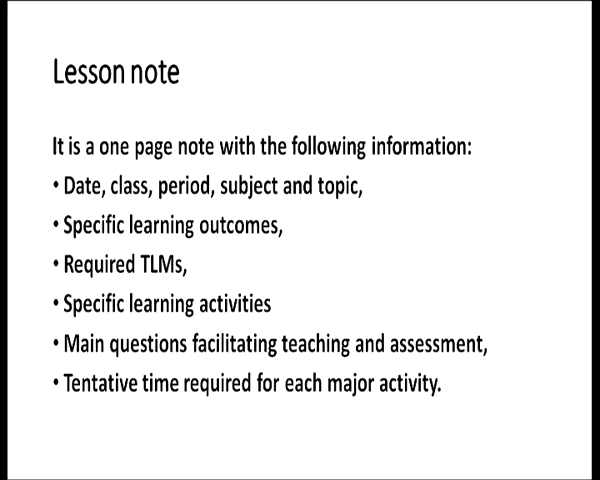 Lesson note
It is a one page note with the following information:
• Date, class, period, subject and topic,
• Specific learning outcomes,
• Required TLMs,
• Specific learning activities
• Main questions facilitating teaching and assessment,
• Tentative time required for each major activity.